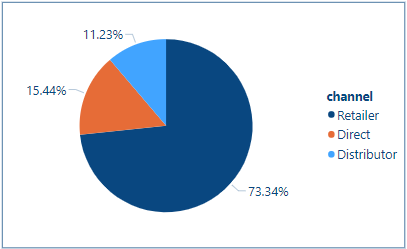 11.23%
15.44%
73.34%
channel
Retailer
Direct
Distributor